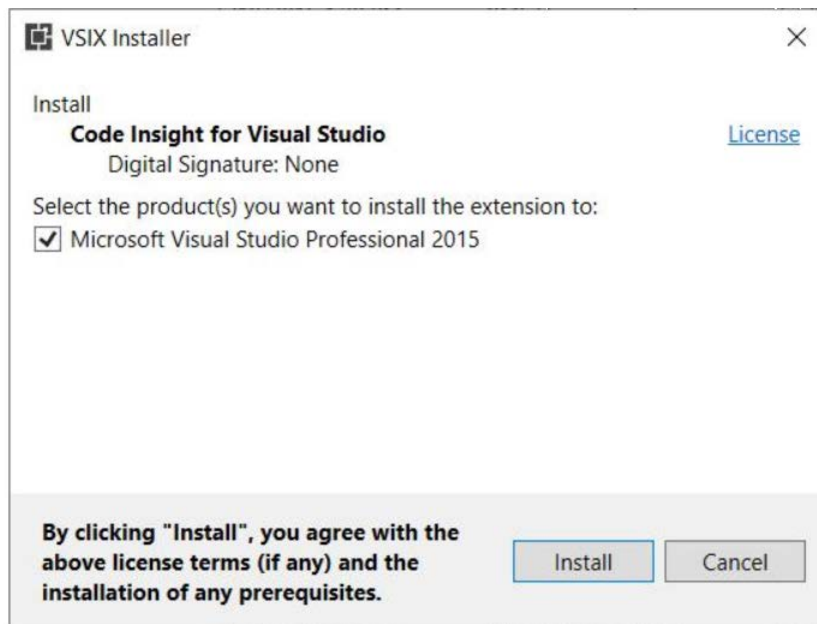 VSIX Installer
Install
Code Insight for Visual Studio
License
Digital Signature: None
Select the product(s) you want to install the extension to:
Microsoft Visual Studio Professional 2015
By clicking "Install", you agree with the
above license terms (if any) and the
installation of any prerequisites.
Install
Cancel